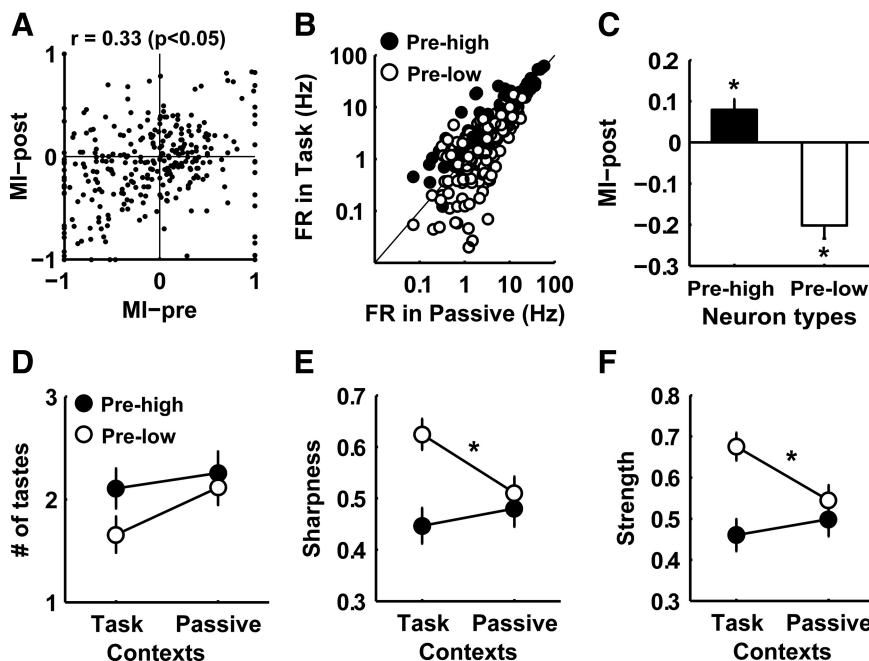 A
r = 0.33 (p<0.05)
1
0
−1
MI−post
−1 0 1
MI−pre
B
Pre-high
Pre-low
100
10
1
0.1
FR in Task (Hz)
0.1 1 10 100
FR in Passive (Hz)
C
0.1
0
−0.1
−0.2
−0.3
MI−post
*
*
Pre-high Pre-low
Neuron types
D
3
2
1
# of tastes
Pre-high
Pre-low
Task Passive
Contexts
E
0.7
0.6
0.5
0.4
0.3
Sharpness
*
Task Passive
Contexts
F
0.8
0.7
0.6
0.5
0.4
0.3
Strength
*
Task Passive
Contexts